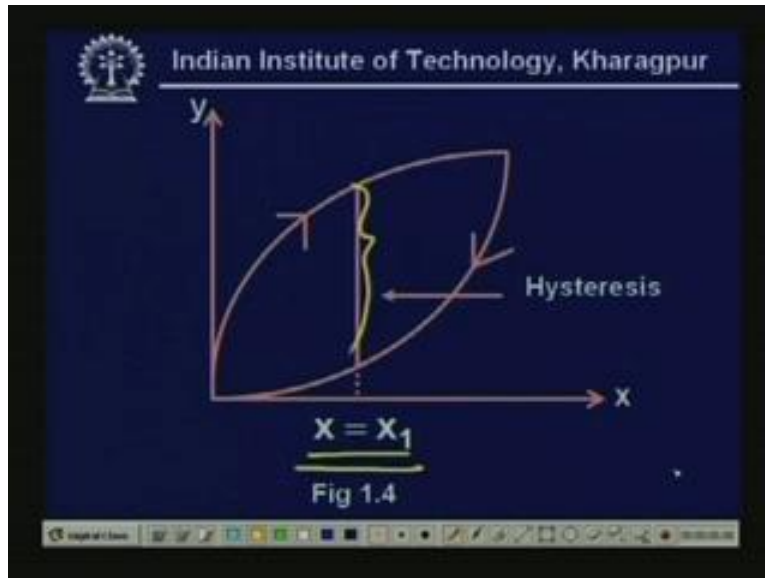 Indian Institute of Technology, Kharagpur
y
Hysteresis
x
x = x₁
Fig 1.4